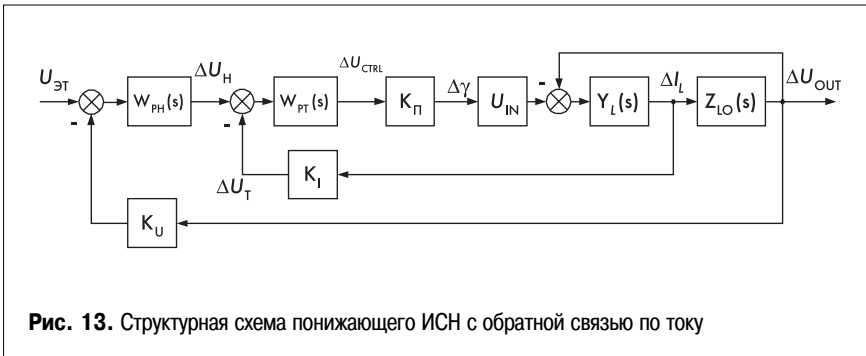 U_ЭТ
-
W_PH(s)
ΔU_H
-
W_PT(s)
ΔU_CTRL
K_П
Δγ
U_IN
-
Y_L(s)
ΔI_L
Z_LO(s)
ΔU_OUT
ΔU_T
K_I
K_U
Рис. 13. Структурная схема понижающего ИСН с обратной связью по току